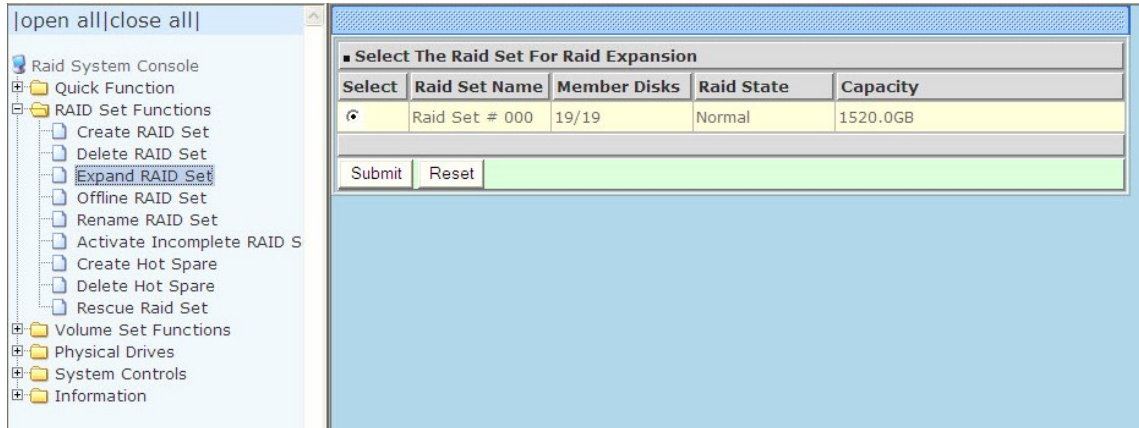 |open all|close all|
Raid System Console
Quick Function
RAID Set Functions
Create RAID Set
Delete RAID Set
Expand RAID Set
Offline RAID Set
Rename RAID Set
Activate Incomplete RAID S
Create Hot Spare
Delete Hot Spare
Rescue Raid Set
Volume Set Functions
Physical Drives
System Controls
Information
Select The Raid Set For Raid Expansion
Select Raid Set Name Member Disks Raid State Capacity
Raid Set # 000 19/19 Normal 1520.0GB
Submit Reset